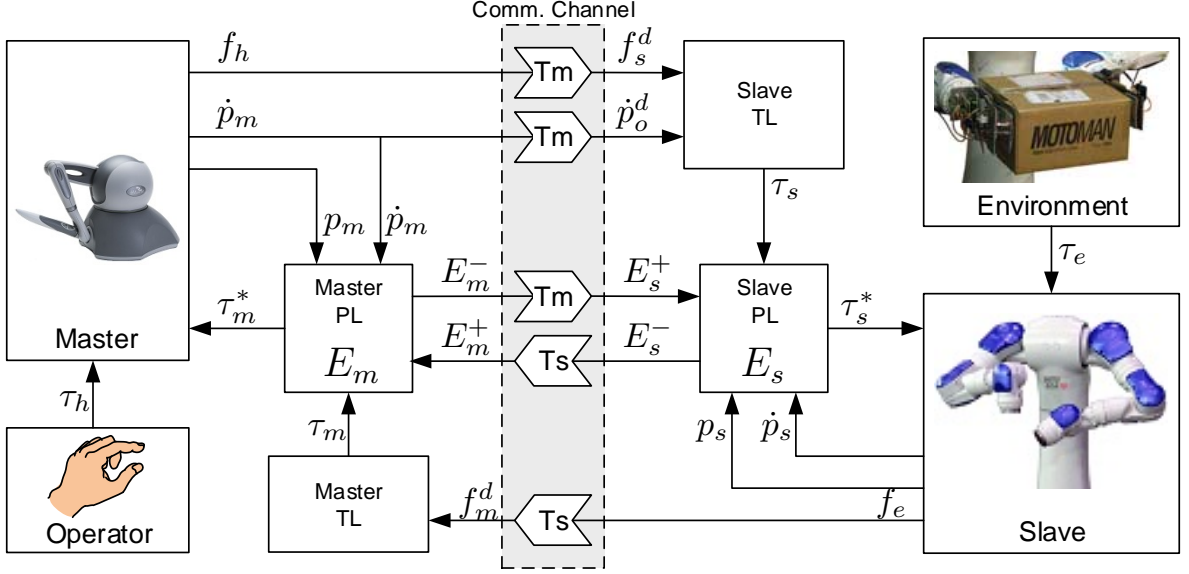 Comm. Channel
f_h
Tm
f_s^d
ṗ_m
Tm
ṗ_o^d
Slave
TL
MOTOMAN
Environment
τ_s
τ_e
p_m
ṗ_m
Master
τ_m^*
Master
PL
E_m
E_m^-
Tm
E_s^+
E_m^+
Ts
E_s^-
Slave
PL
E_s
τ_s^*
τ_h
Operator
τ_m
Master
TL
f_m^d
Ts
p_s
ṗ_s
f_e
Slave